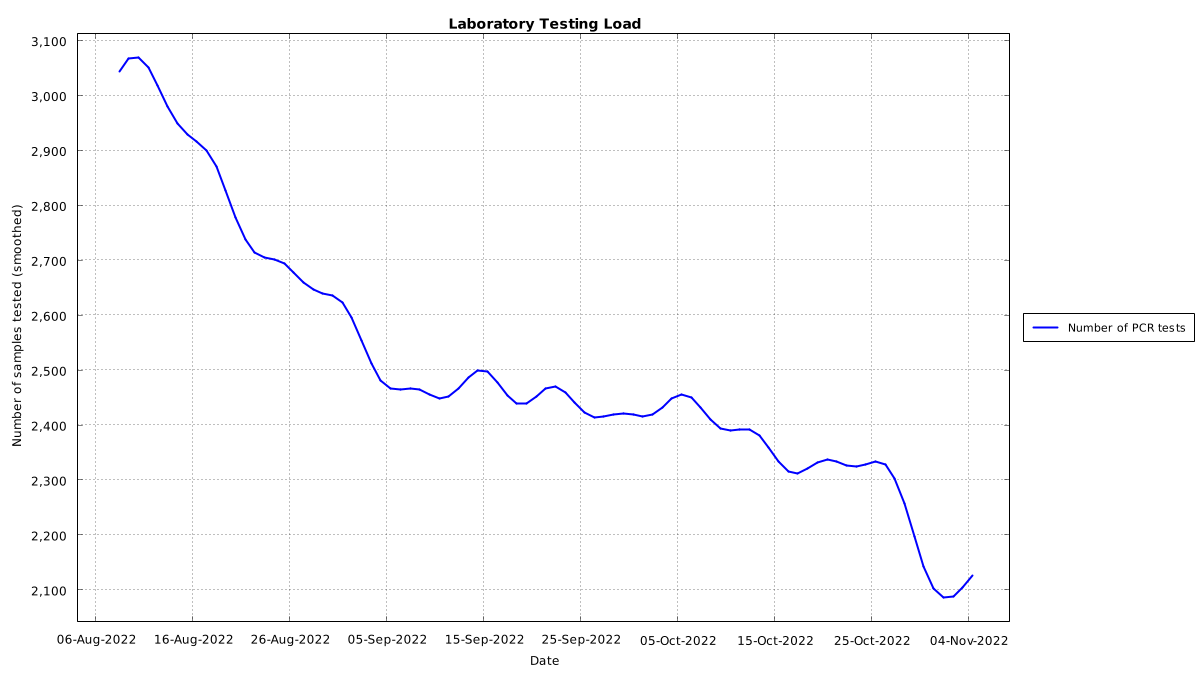 Laboratory Testing Load
3,100
3,000
2,900
2,800
2,700
2,600
2,500
2,400
2,300
2,200
2,100
Number of samples tested (smoothed)
06-Aug-2022 16-Aug-2022 26-Aug-2022 05-Sep-2022 15-Sep-2022 25-Sep-2022 05-Oct-2022 15-Oct-2022 25-Oct-2022 04-Nov-2022
Date
Number of PCR tests